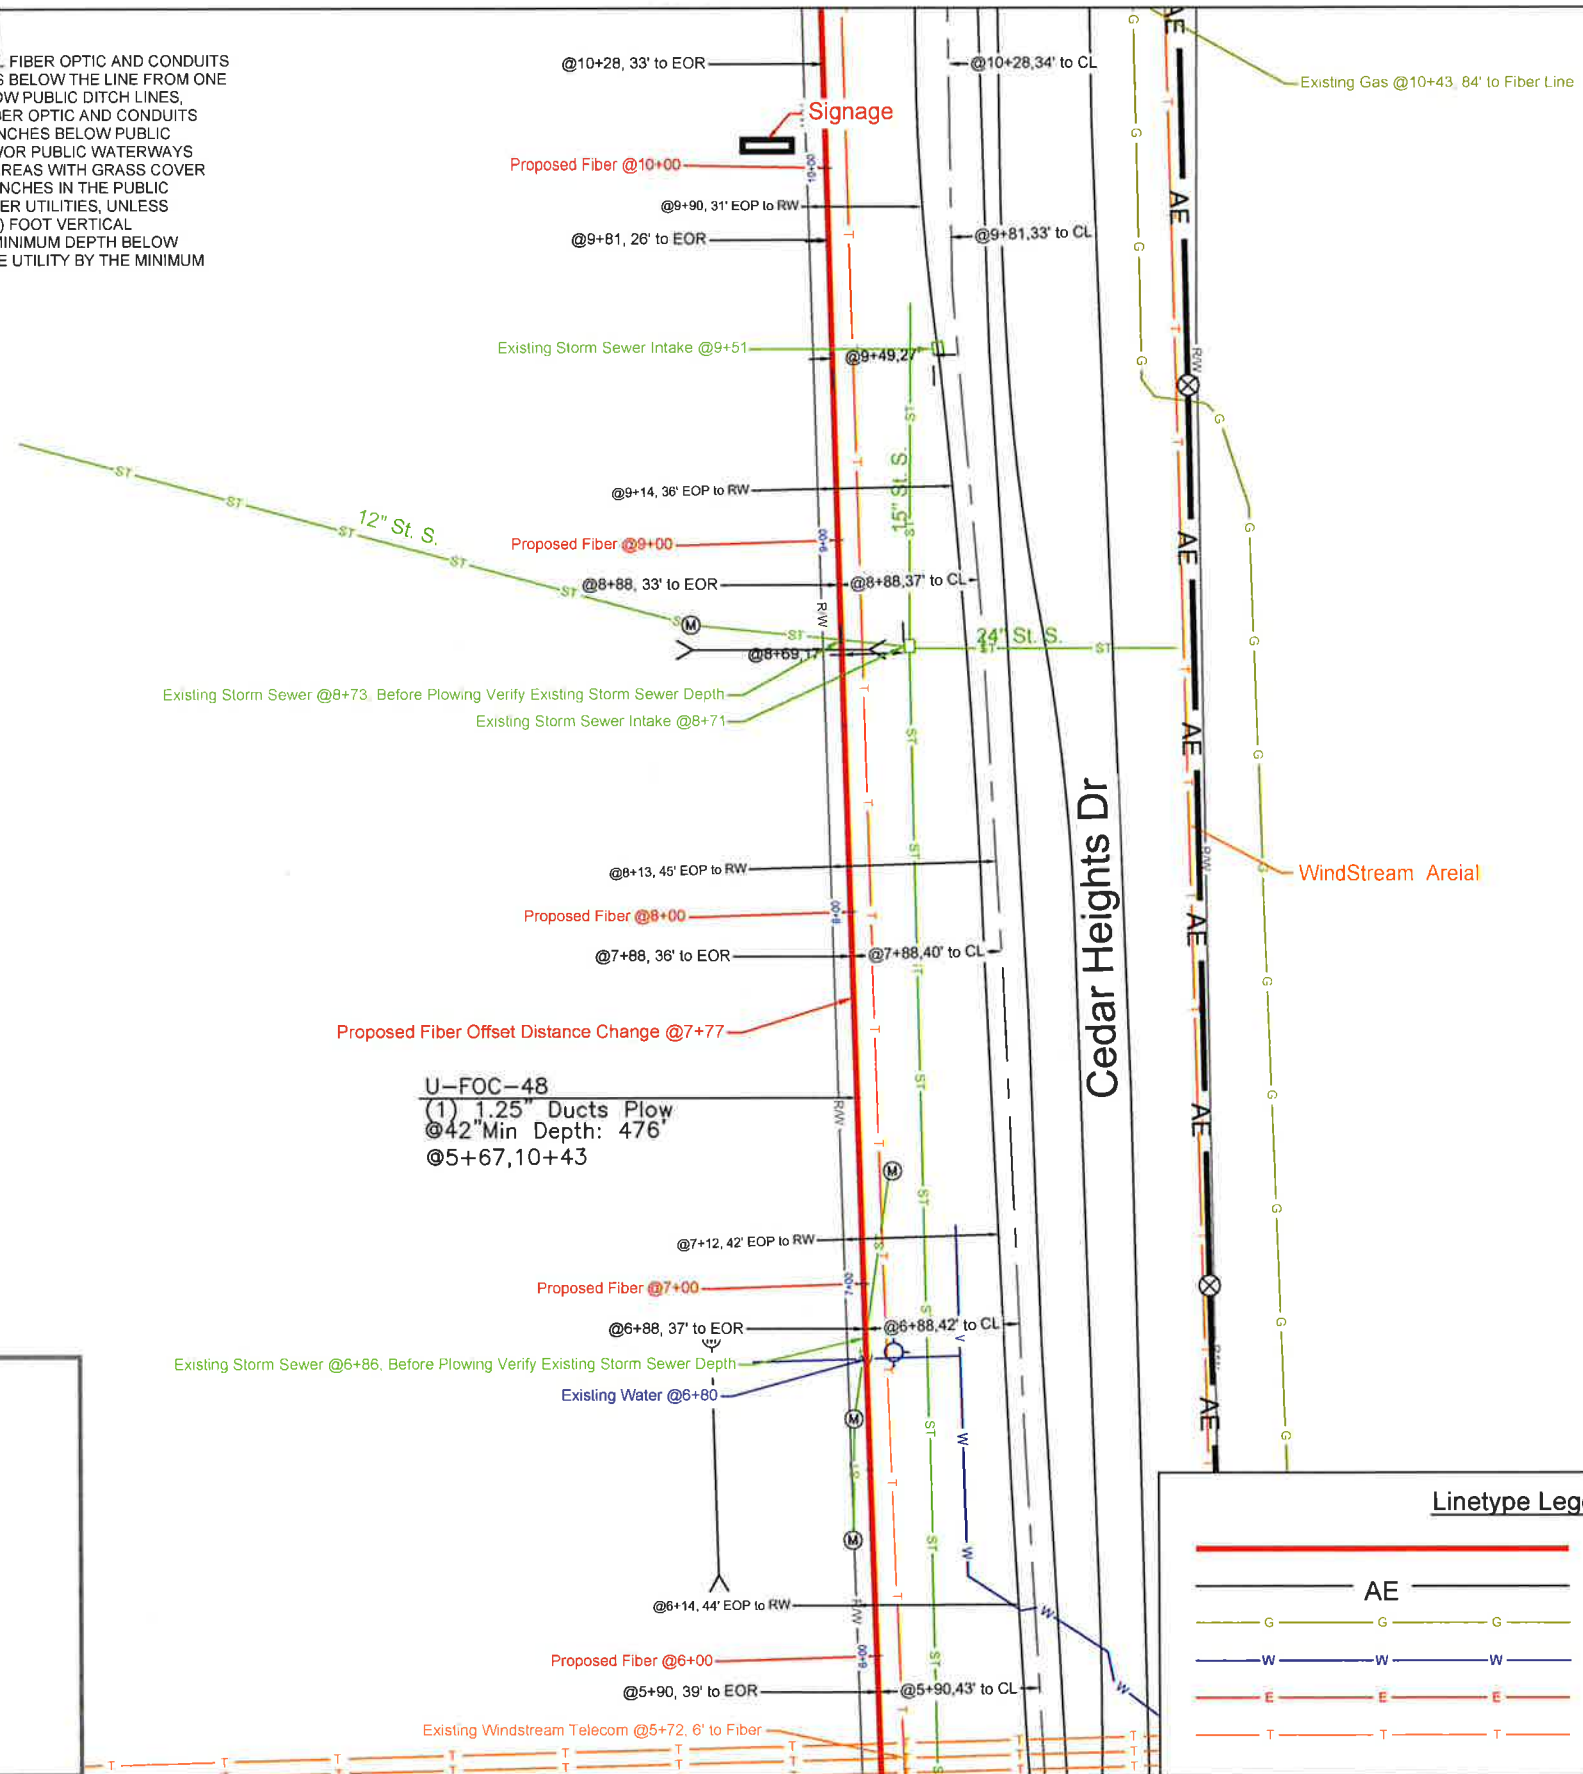 FIBER OPTIC AND CONDUITS
BELOW THE LINE FROM ONE
PUBLIC DITCH LINES,
OPTIC AND CONDUITS
BELOW PUBLIC
PUBLIC WATERWAYS
WITH GRASS COVER
IN THE PUBLIC
UTILITIES, UNLESS
FOOT VERTICAL
MINIMUM DEPTH BELOW
UTILITY BY THE MINIMUM
@10+28, 33' to EOR
@10+28,34' to CL
Existing Gas @10+43, 84' to Fiber Line
Signage
Proposed Fiber @10+00
10+00
@9+90, 31' EOP to RW
@9+81, 26' to EOR
@9+81,33' to CL
Existing Storm Sewer Intake @9+51
@9+49,27'
12" St. S.
15" St. S.
@9+14, 36' EOP to RW
Proposed Fiber @9+00
9+00
@8+88, 33' to EOR
@8+88,37' to CL
R/W
24" St. S.
@8+69,17'
Existing Storm Sewer @8+73, Before Plowing Verify Existing Storm Sewer Depth
Existing Storm Sewer Intake @8+71
Cedar Heights Dr
WindStream Areial
@8+13, 45' EOP to RW
Proposed Fiber @8+00
8+00
@7+88, 36' to EOR
@7+88,40' to CL
Proposed Fiber Offset Distance Change @7+77
U-FOC-48
(1) 1.25" Ducts Plow
@42"Min Depth: 476'
@5+67,10+43
R/W
@7+12, 42' EOP to RW
Proposed Fiber @7+00
7+00
@6+88, 37' to EOR
@6+88,42' to CL
Existing Storm Sewer @6+86, Before Plowing Verify Existing Storm Sewer Depth
Existing Water @6+80
@6+14, 44' EOP to RW
R/W
Proposed Fiber @6+00
6+00
@5+90, 39' to EOR
@5+90,43' to CL
Existing Windstream Telecom @5+72, 6' to Fiber
Linetype
AE
G G G
W W W
E E E
T T T